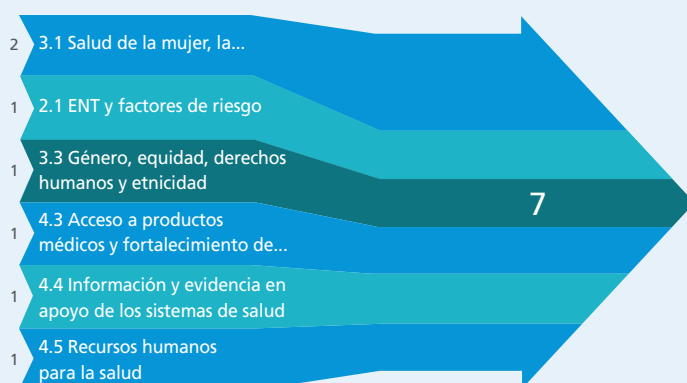 2 3.1 Salud de la mujer, la...
1 2.1 ENT y factores de riesgo
1 3.3 Género, equidad, derechos
humanos y etnicidad
7
1 4.3 Acceso a productos
médicos y fortalecimiento de...
1 4.4 Información y evidencia en
apoyo de los sistemas de salud
1 4.5 Recursos humanos
para la salud